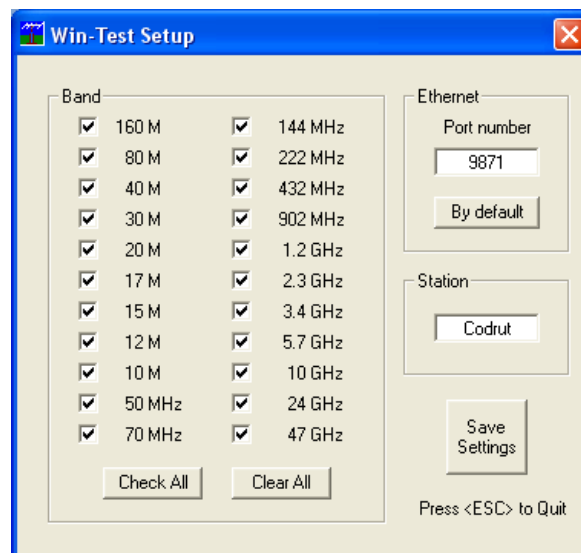 Win-Test Setup
Band
160 M
144 MHz
80 M
222 MHz
40 M
432 MHz
30 M
902 MHz
20 M
1.2 GHz
17 M
2.3 GHz
15 M
3.4 GHz
12 M
5.7 GHz
10 M
10 GHz
50 MHz
24 GHz
70 MHz
47 GHz
Check All
Clear All
Ethernet
Port number
9871
By default
Station
Codrut
Save
Settings
Press <ESC> to Quit